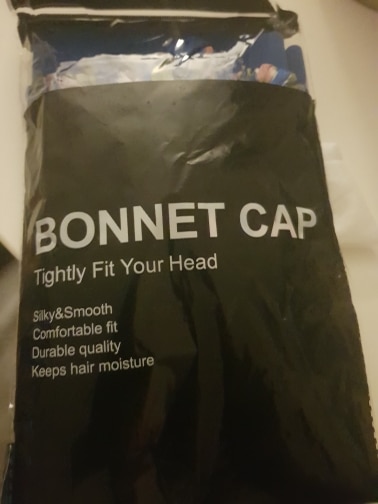 BONNET CAP
Tightly Fit Your Head
Silky&Smooth
Comfortable fit
Durable quality
Keeps hair moisture